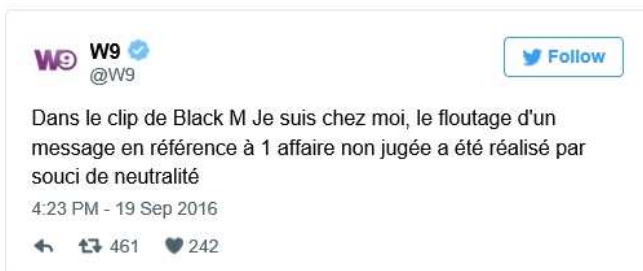 W9 W9
@W9
Follow
Dans le clip de Black M Je suis chez moi, le floutage d'un
message en référence à 1 affaire non jugée a été réalisé par
souci de neutralité
4:23 PM - 19 Sep 2016
461 242